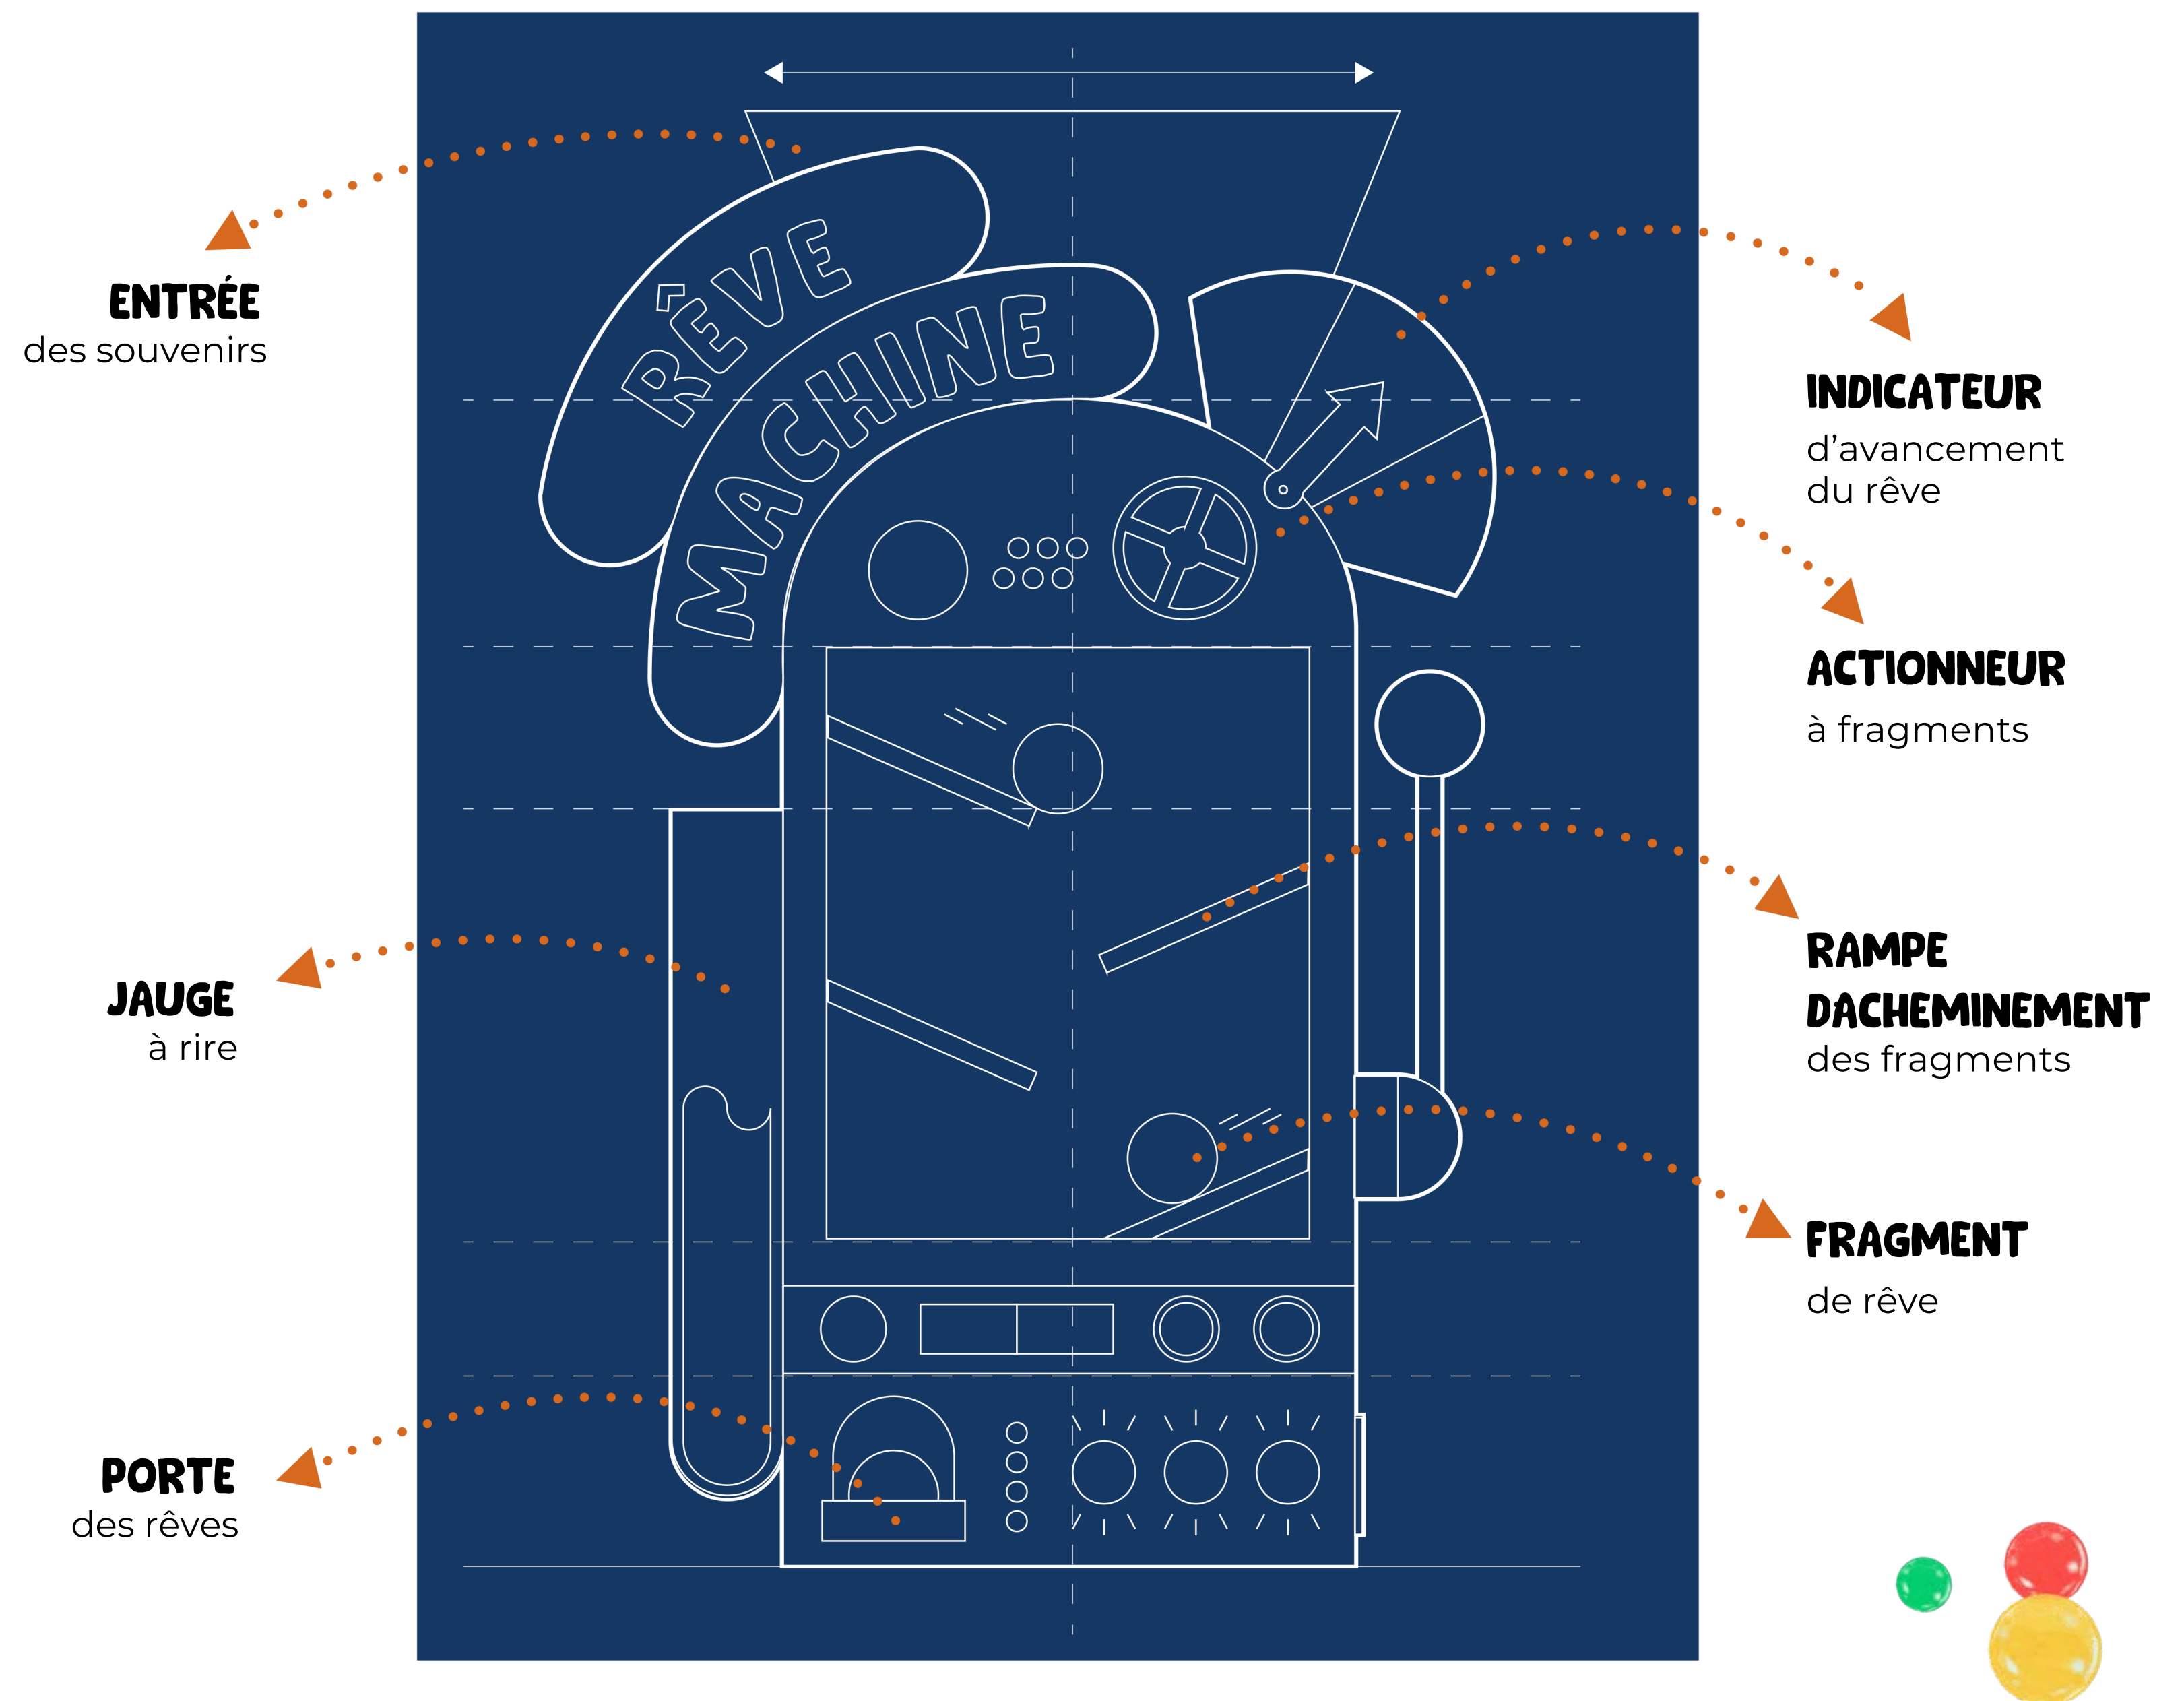 RÊVE
MACHINE
ENTRÉE
des souvenirs
INDICATEUR
d'avancement
du rêve
ACTIONNEUR
à fragments
RAMPE
DACHEMINEMENT
des fragments
JAUGE
à rire
FRAGMENT
de rêve
PORTE
des rêves